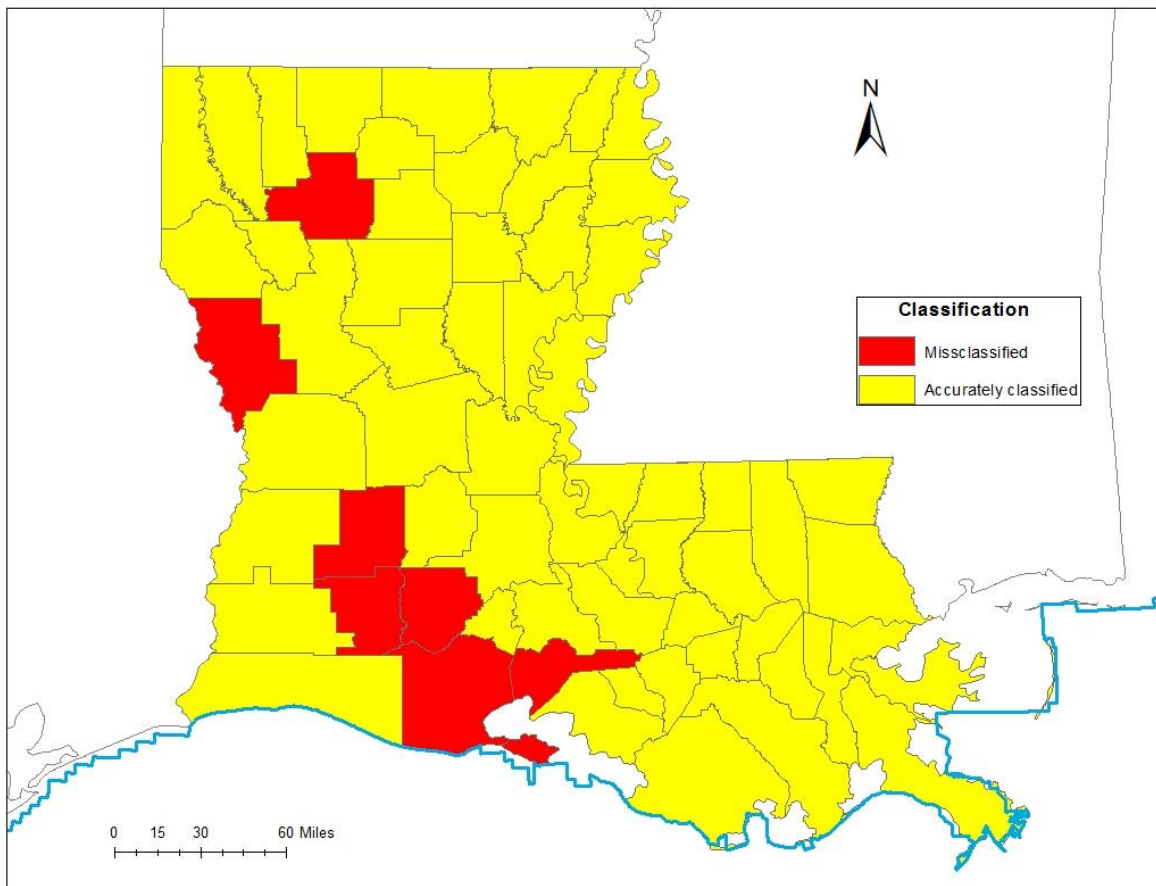 N
Classification
Missclassified
Accurately classified
0 15 30 60 Miles